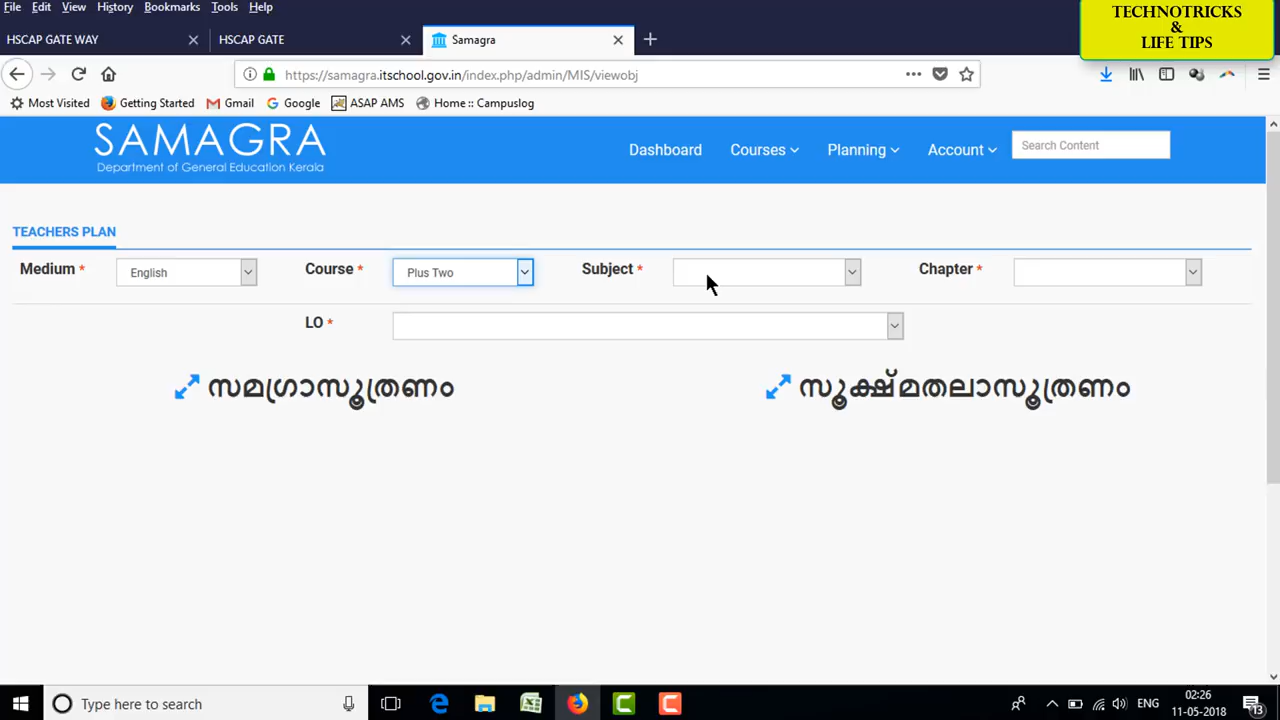 File Edit View History Bookmarks Tools Help
TECHNOTRICKS
&
LIFE TIPS
HSCAP GATE WAY
HSCAP GATE
Samagra
https://samagra.itschool.gov.in/index.php/admin/MIS/viewobj
Most Visited Getting Started Gmail Google ASAP AMS Home :: Campuslog
SAMAGRA
Department of General Education Kerala
Dashboard Courses Planning Account Search Content
TEACHERS PLAN
Medium * English Course * Plus Two Subject * Chapter *
LO *
സമഗ്രാസൂത്രണം സൂക്ഷ്മതലാസൂത്രണം
Type here to search
ENG
02:26
11-05-2018
13